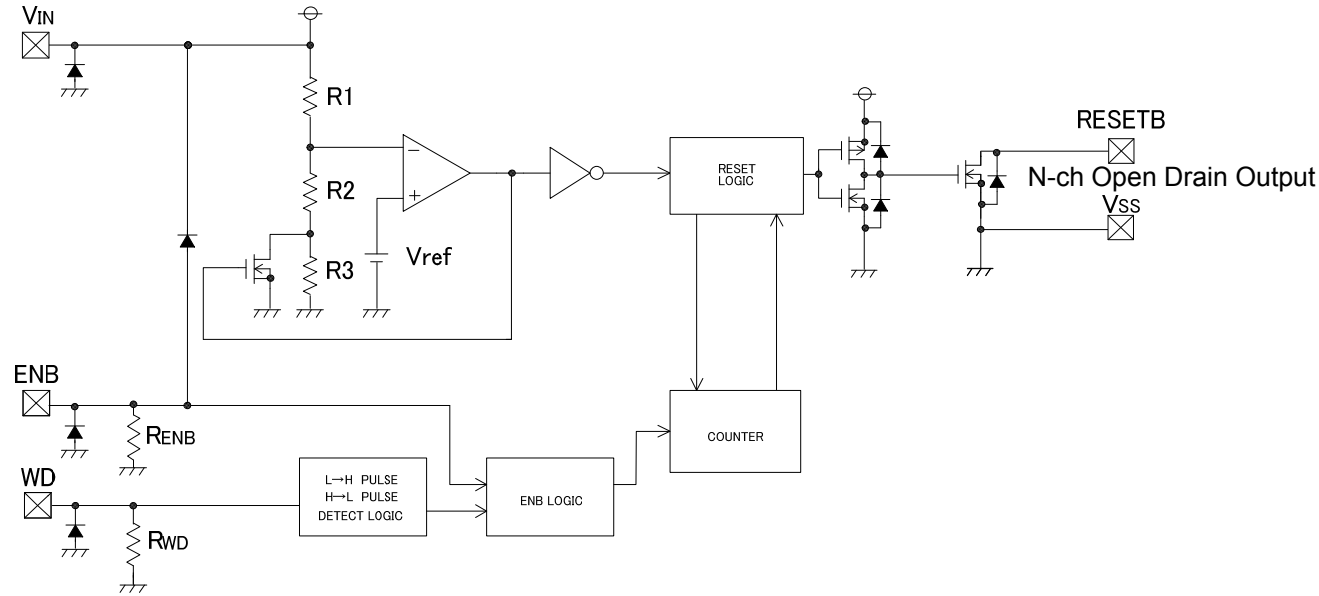 VIN
R1
R2
R3
Vref
RESET
LOGIC
RESETB
N-ch Open Drain Output
VSS
ENB
RENB
COUNTER
WD
RWD
L→H PULSE
H→L PULSE
DETECT LOGIC
ENB LOGIC